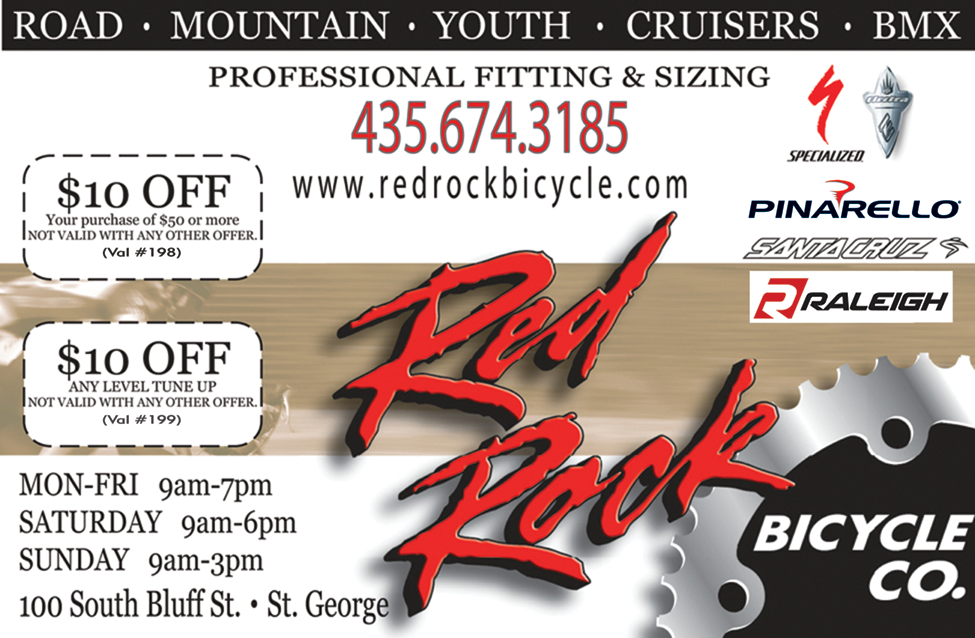 ROAD • MOUNTAIN • YOUTH • CRUISERS • BMX
PROFESSIONAL FITTING & SIZING
435.674.3185
www.redrockbicycle.com
SPECIALIZED
PINARELLO
SANTACRUZ
RALEIGH
$10 OFF
Your purchase of $50 or more
NOT VALID WITH ANY OTHER OFFER.
(Val #198)
$10 OFF
ANY LEVEL TUNE UP
NOT VALID WITH ANY OTHER OFFER.
(Val #199)
Red
Rock
BICYCLE
CO.
MON-FRI 9am-7pm
SATURDAY 9am-6pm
SUNDAY 9am-3pm
100 South Bluff St. • St. George